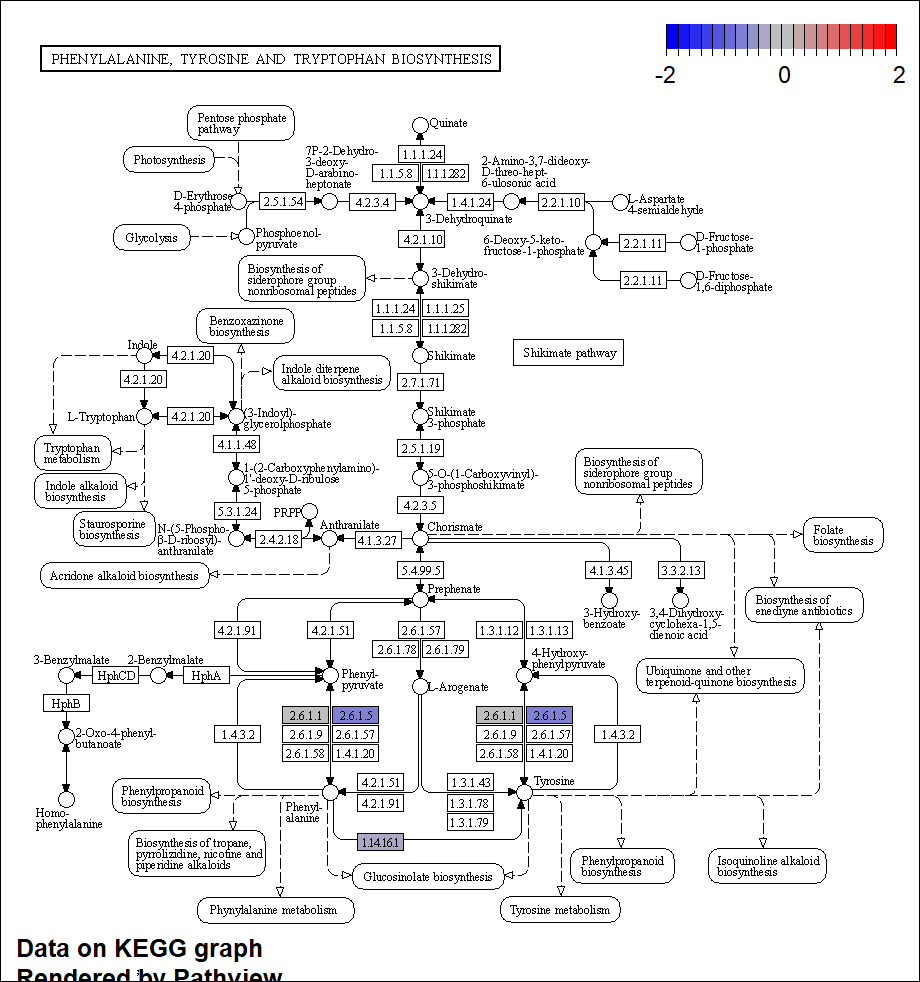 PHENYLALANINE, TYROSINE AND TRYPTOPHAN BIOSYNTHESIS
-2
0
2
Pentose phosphate
pathway
Photosynthesis
D-Erythrose
4-phosphate
Glycolysis
Phosphoenol-
pyruvate
2.5.1.54
7P-2-Dehydro-
3-deoxy-
D-arabino-
heptonate
4.2.3.4
Quinate
1.1.1.24
1.1.5.8
1.1.1.282
2-Amino-3,7-dideoxy-
D-threo-hept-
6-ulosonic acid
1.4.1.24
2.2.1.10
L-Aspartate
4-semialdehyde
3-Dehydroquinate
6-Deoxy-5-keto-
fructose-1-phosphate
2.2.1.11
D-Fructose-
1-phosphate
2.2.1.11
D-Fructose-
1,6-diphosphate
4.2.1.10
Biosynthesis of
siderophore group
nonribosomal peptides
3-Dehydro-
shikimate
1.1.1.24
1.1.1.25
1.1.5.8
1.1.1.282
Benzoxazinone
biosynthesis
Shikimate
Shikimate pathway
Indole
4.2.1.20
4.2.1.20
Indole diterpene
alkaloid biosynthesis
2.7.1.71
L-Tryptophan
4.2.1.20
(3-Indoyl)-
glycerolphosphate
Shikimate
3-phosphate
Tryptophan
metabolism
4.1.1.48
2.5.1.19
Indole alkaloid
biosynthesis
1-(2-Carboxyphenylamino)-
1'-deoxy-D-ribulose
5-phosphate
5-O-(1-Carboxyvinyl)-
3-phosphoshikimate
Biosynthesis of
siderophore group
nonribosomal peptides
Staurosporine
biosynthesis
5.3.1.24
PRPP
4.2.3.5
N-(5-Phospho-
β-D-ribosyl)-
anthranilate
2.4.2.18
Anthranilate
4.1.3.27
Chorismate
Folate
biosynthesis
Acridone alkaloid biosynthesis
5.4.99.5
4.1.3.45
3.3.2.13
Prephenate
3-Hydroxy-
benzoate
3,4-Dihydroxy-
cyclohexa-1,5-
dienoic acid
Biosynthesis of
enediyne antibiotics
4.2.1.91
4.2.1.51
2.6.1.57
2.6.1.78
2.6.1.79
1.3.1.12
1.3.1.13
3-Benzylmalate
2-Benzylmalate
HphCD
HphA
Phenyl-
pyruvate
4-Hydroxy-
phenylpyruvate
Ubiquinone and other
terpenoid-quinone biosynthesis
HphB
L-Arogenate
2-Oxo-4-phenyl-
butanoate
1.4.3.2
2.6.1.1
2.6.1.5
2.6.1.9
2.6.1.57
2.6.1.58
1.4.1.20
2.6.1.1
2.6.1.5
2.6.1.9
2.6.1.57
2.6.1.58
1.4.1.20
1.4.3.2
Homo-
phenylalanine
Phenylpropanoid
biosynthesis
Phenyl-
alanine
4.2.1.51
4.2.1.91
1.3.1.43
1.3.1.78
1.3.1.79
Tyrosine
1.14.16.1
Biosynthesis of tropane,
pyrrolizidine, nicotine and
piperidine alkaloids
Glucosinolate biosynthesis
Phenylpropanoid
biosynthesis
Isoquinoline alkaloid
biosynthesis
Phynylalanine metabolism
Tyrosine metabolism
Data on KEGG graph
Rendered by Pathview